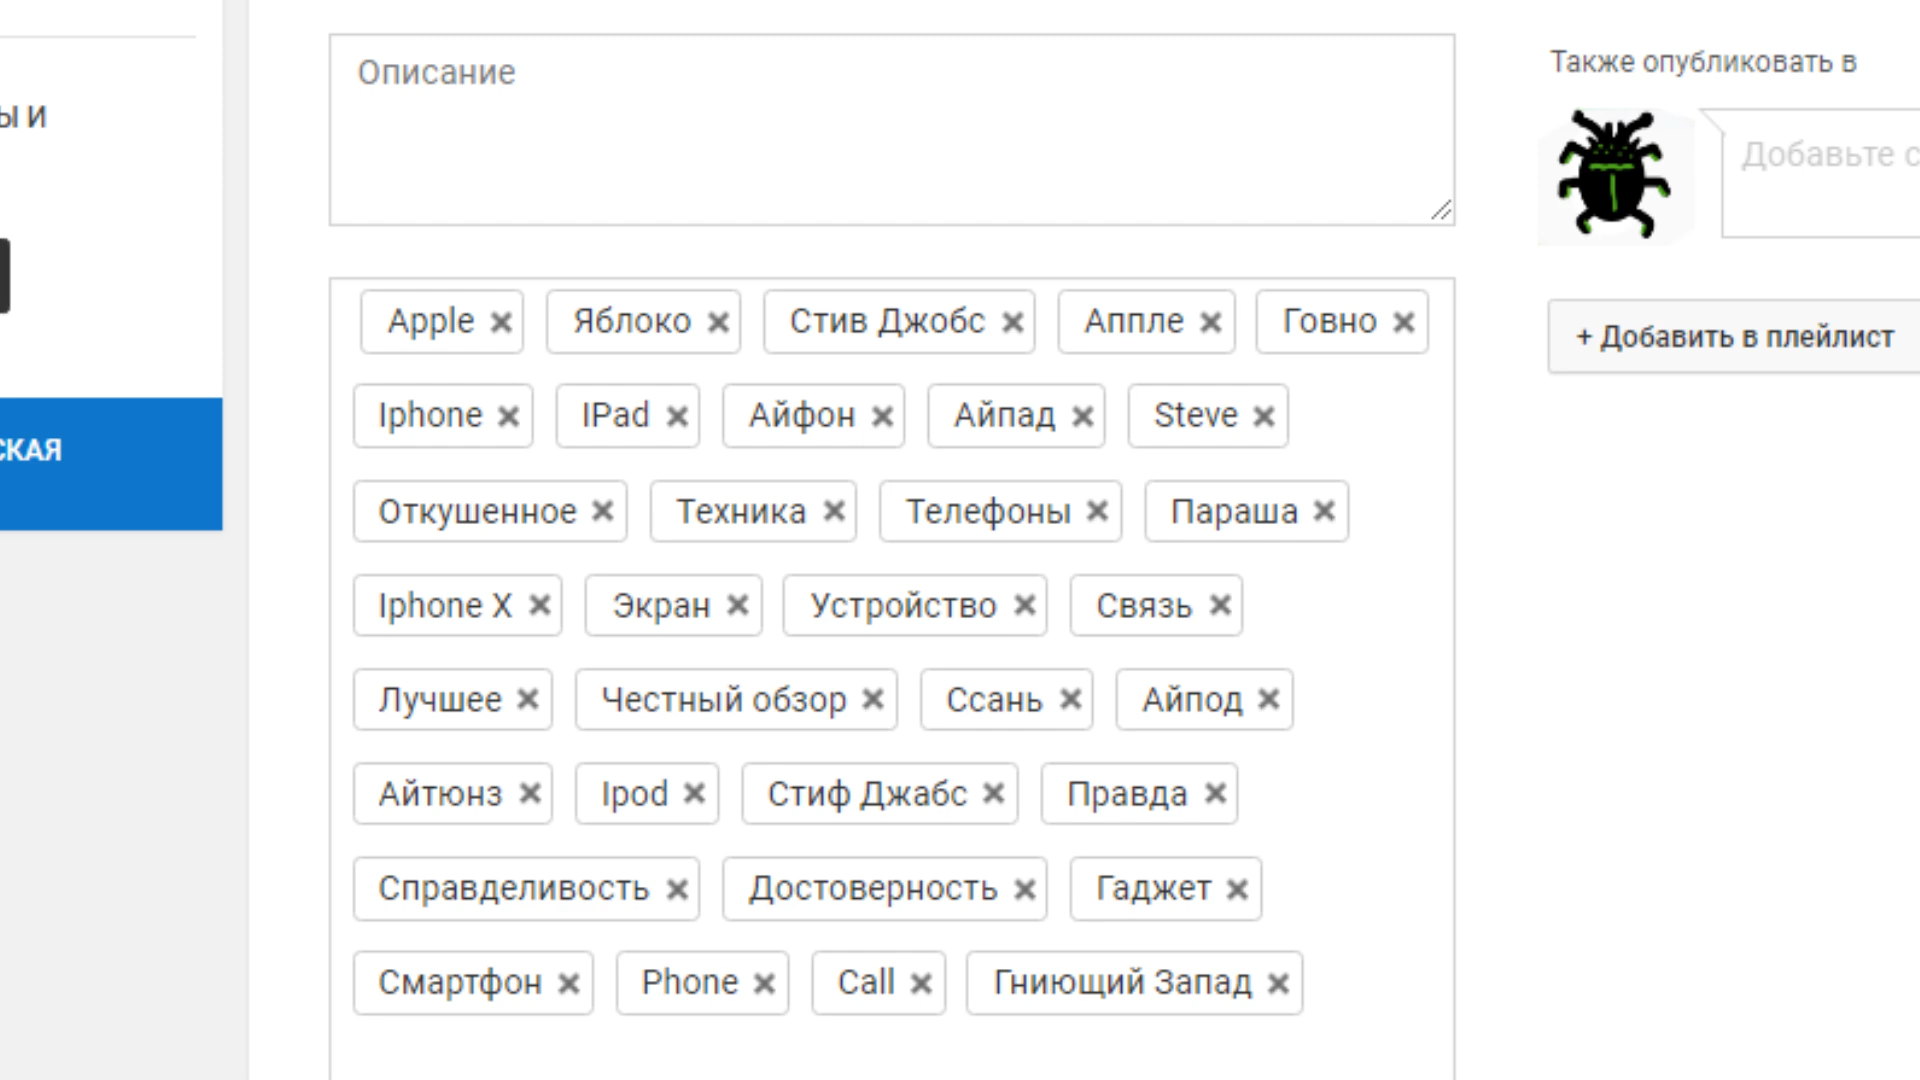 Описание
Также опубликовать в
Ы И
Добавьте с
Apple Яблоко Стив Джобс Аппле Говно
+ Добавить в плейлист
Iphone IPad Айфон Айпад Steve
СКАЯ
Откушенное Техника Телефоны Параша
Iphone X Экран Устройство Связь
Лучшее Честный обзор Ссань Айпод
Айтюнз Ipod Стиф Джабс Правда
Справделивость Достоверность Гаджет
Смартфон Phone Call Гниющий Запад